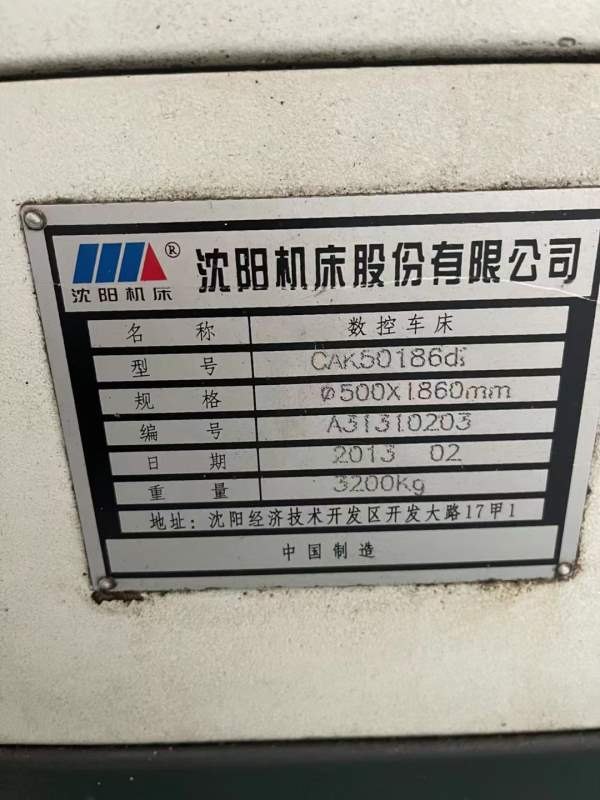 沈阳机床® 沈阳机床股份有限公司
名称 数控车床
型号 CAK50186di
规格 φ500X1860mm
编号 A31310203
日期 2013 02
重量 3200Kg
地址：沈阳经济技术开发区开发大路17甲1
中国制造